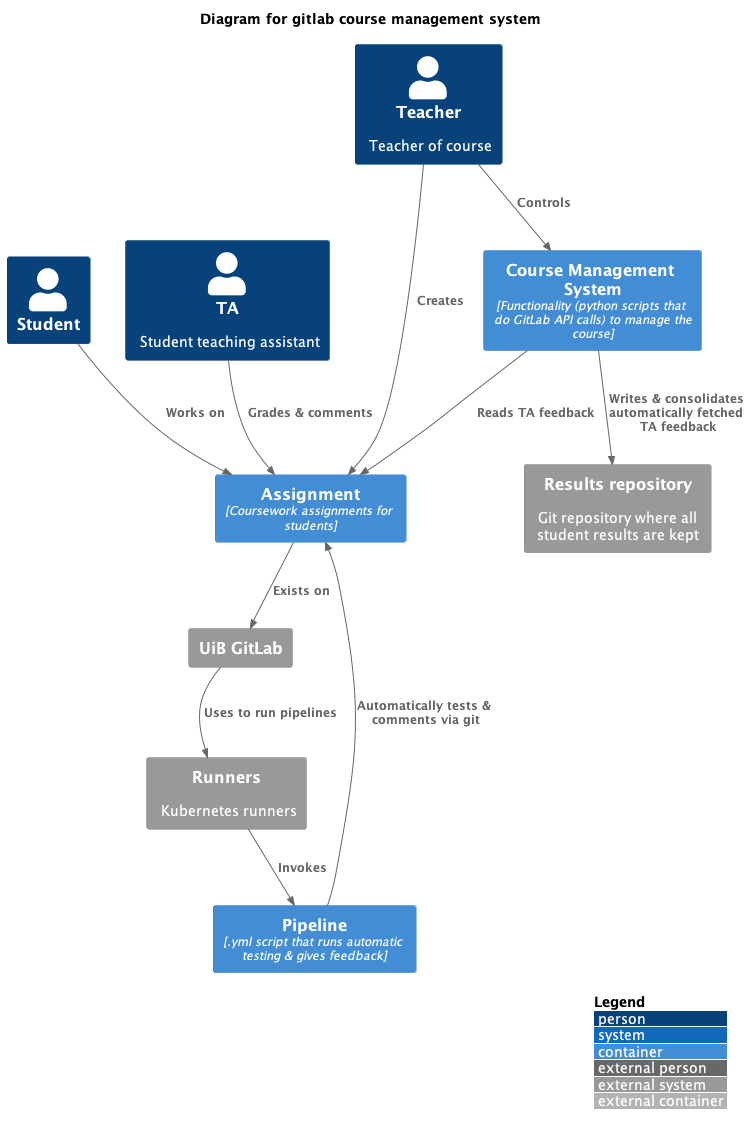 Diagram for gitlab course management system
Teacher
Teacher of course
Controls
Student
TA
Student teaching assistant
Course Management
System
[Functionality (python scripts that
do GitLab API calls) to manage the
course]
Creates
Works on
Grades & comments
Reads TA feedback
Writes & consolidates
automatically fetched
TA feedback
Assignment
[Coursework assignments for
students]
Results repository
Git repository where all
student results are kept
Exists on
UiB GitLab
Uses to run pipelines
Automatically tests &
comments via git
Runners
Kubernetes runners
Invokes
Pipeline
[.yml script that runs automatic
testing & gives feedback]
Legend
person
system
container
external person
external system
external container